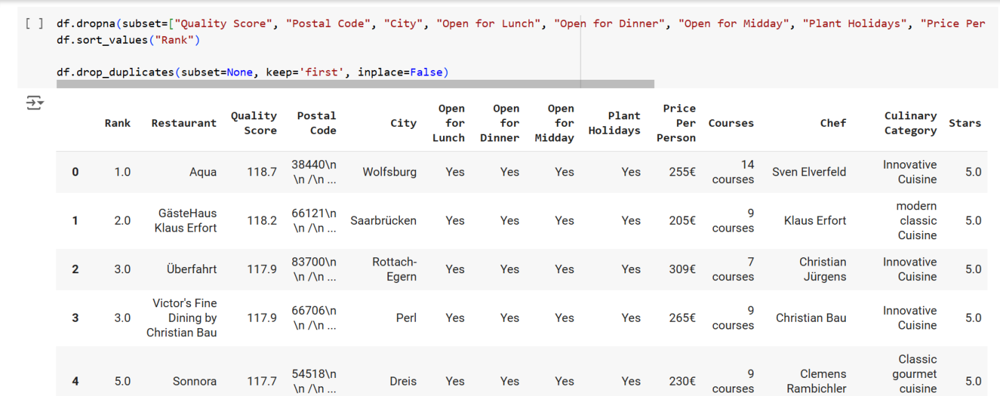 [ ] df.dropna(subset=["Quality Score", "Postal Code", "City", "Open for Lunch", "Open for Dinner", "Open for Midday", "Plant Holidays", "Price Per
df.sort_values("Rank")
df.drop_duplicates(subset=None, keep='first', inplace=False)
Rank Restaurant Quality Score Postal Code City Open for Lunch Open for Dinner Open for Midday Plant Holidays Price Per Person Courses Chef Culinary Category Stars
0 1.0 Aqua 118.7 38440\n \n /\n ... Wolfsburg Yes Yes Yes Yes 255€ 14 courses Sven Elverfeld Innovative Cuisine 5.0
1 2.0 GästeHaus Klaus Erfort 118.2 66121\n \n /\n ... Saarbrücken Yes Yes Yes Yes 205€ 9 courses Klaus Erfort modern classic Cuisine 5.0
2 3.0 Überfahrt 117.9 83700\n \n /\n ... Rottach-Egern Yes Yes Yes Yes 309€ 7 courses Christian Jürgens Innovative Cuisine 5.0
3 3.0 Victor's Fine Dining by Christian Bau 117.9 66706\n \n /\n ... Perl Yes Yes Yes Yes 265€ 9 courses Christian Bau Innovative Cuisine 5.0
4 5.0 Sonnora 117.7 54518\n \n /\n ... Dreis Yes Yes Yes Yes 230€ 9 courses Clemens Rambichler Classic gourmet cuisine 5.0